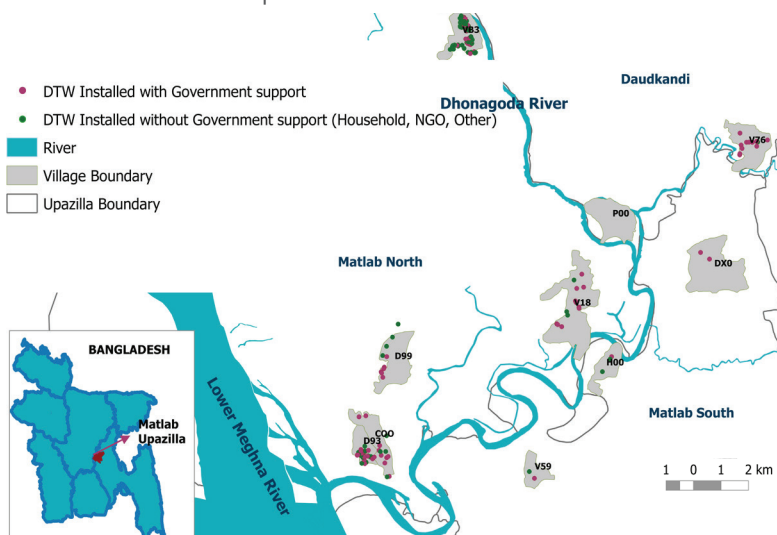 VB3
Daudkandi
DTW Installed with Government support
Dhonagoda River
DTW Installed without Government support (Household, NGO, Other)
V76
River
Village Boundary
Upazilla Boundary
P00
Matlab North
DX0
V18
BANGLADESH
D99
H00
Matlab
Upazilla
Lower Meghna River
Matlab South
COO
D93
V59
1 0 1 2 km